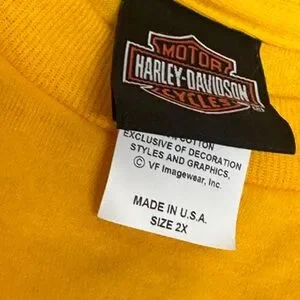 MOTOR
HARLEY-DAVIDSON
CYCLES
COTTON
EXCLUSIVE OF DECORATION
STYLES AND GRAPHICS.
© VF Imagewear, Inc.
MADE IN U.S.A.
SIZE 2X